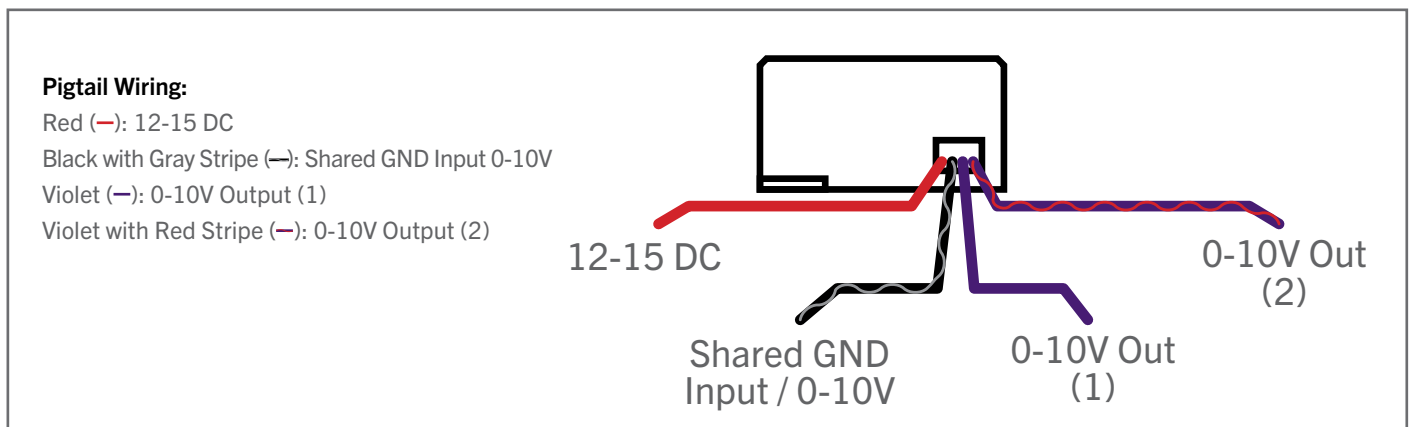 Pigtail Wiring:
Red (—): 12-15 DC
Black with Gray Stripe (—): Shared GND Input 0-10V
Violet (—): 0-10V Output (1)
Violet with Red Stripe (—): 0-10V Output (2)
12-15 DC
Shared GND
Input / 0-10V
0-10V Out
(1)
0-10V Out
(2)